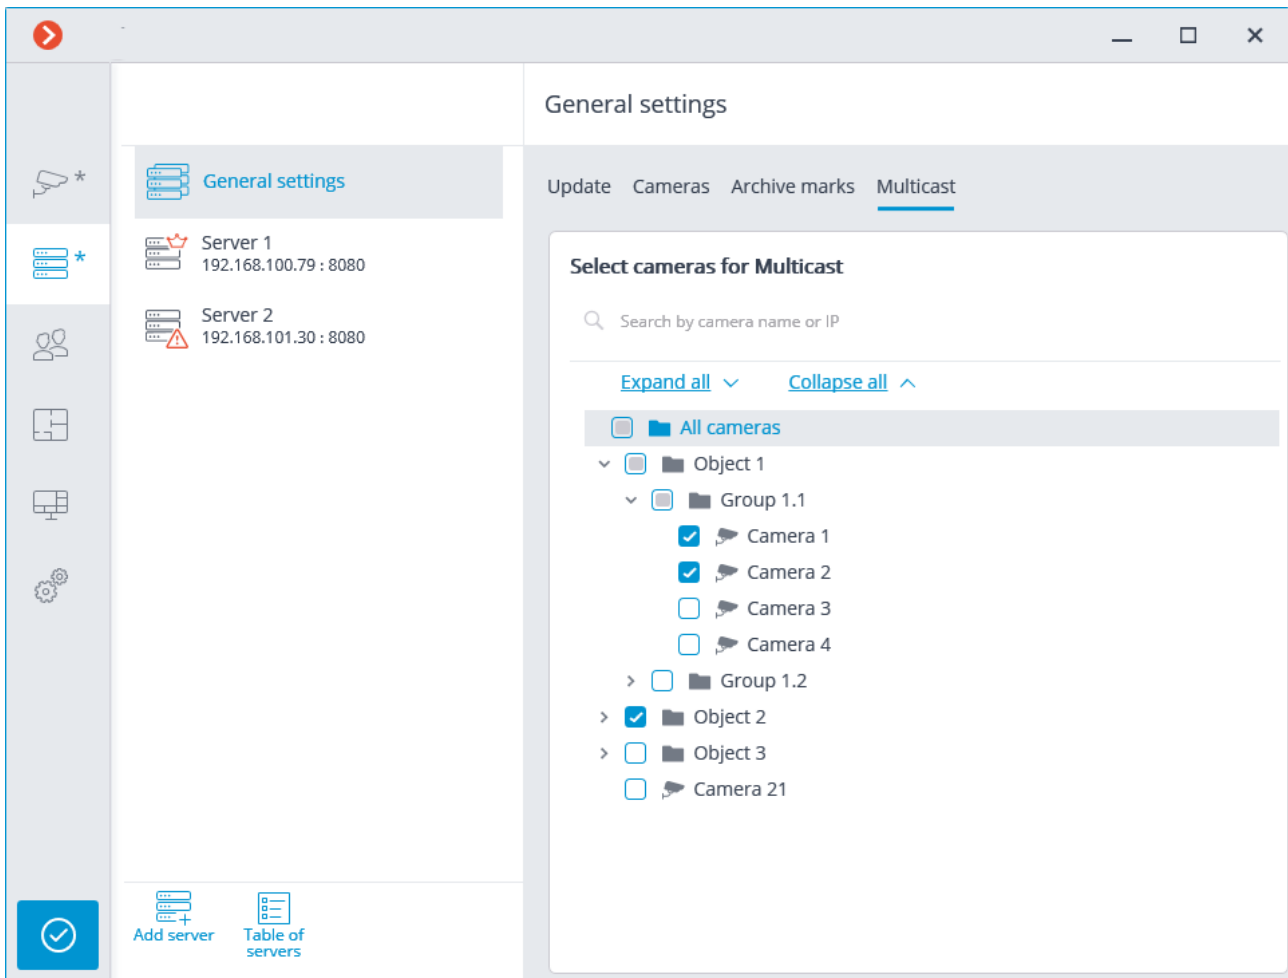 General settings
*
*
General settings
Server 1
192.168.100.79 : 8080
Server 2
192.168.101.30 : 8080
Update Cameras Archive marks Multicast
Select cameras for Multicast
Search by camera name or IP
Expand all Collapse all
All cameras
Object 1
Group 1.1
Camera 1
Camera 2
Camera 3
Camera 4
Group 1.2
Object 2
Object 3
Camera 21
Add server
Table of
servers